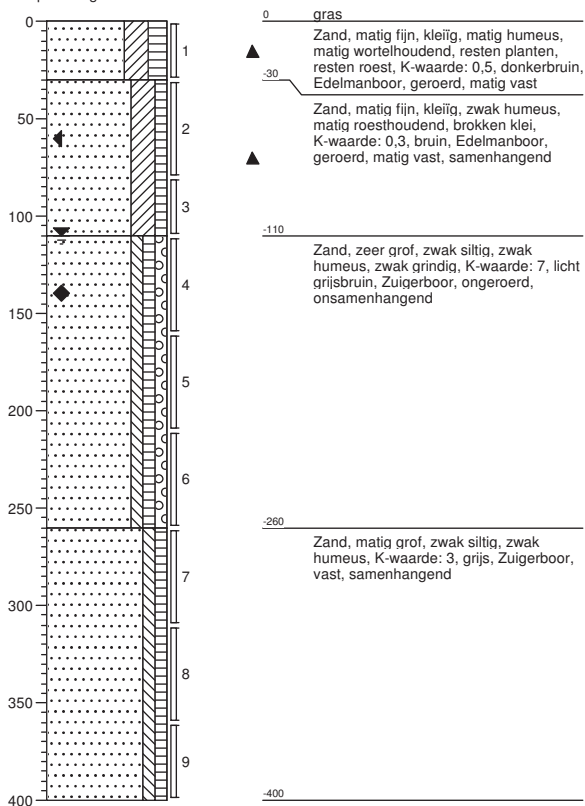 0
50
100
150
200
250
300
350
400
1
2
3
4
5
6
7
8
9
0 gras
Zand, matig fijn, kleiïg, matig humeus,
matig wortelhoudend, resten planten,
resten roest, K-waarde: 0,5, donkerbruin,
Edelmanboor, geroerd, matig vast
-30
Zand, matig fijn, kleiïg, zwak humeus,
matig roesthoudend, brokken klei,
K-waarde: 0,3, bruin, Edelmanboor,
geroerd, matig vast, samenhangend
-110
Zand, zeer grof, zwak siltig, zwak
humeus, zwak grindig, K-waarde: 7, licht
grijsbruin, Zuigerboor, ongeroerd,
onsamenhangend
-260
Zand, matig grof, zwak siltig, zwak
humeus, K-waarde: 3, grijs, Zuigerboor,
vast, samenhangend
-400